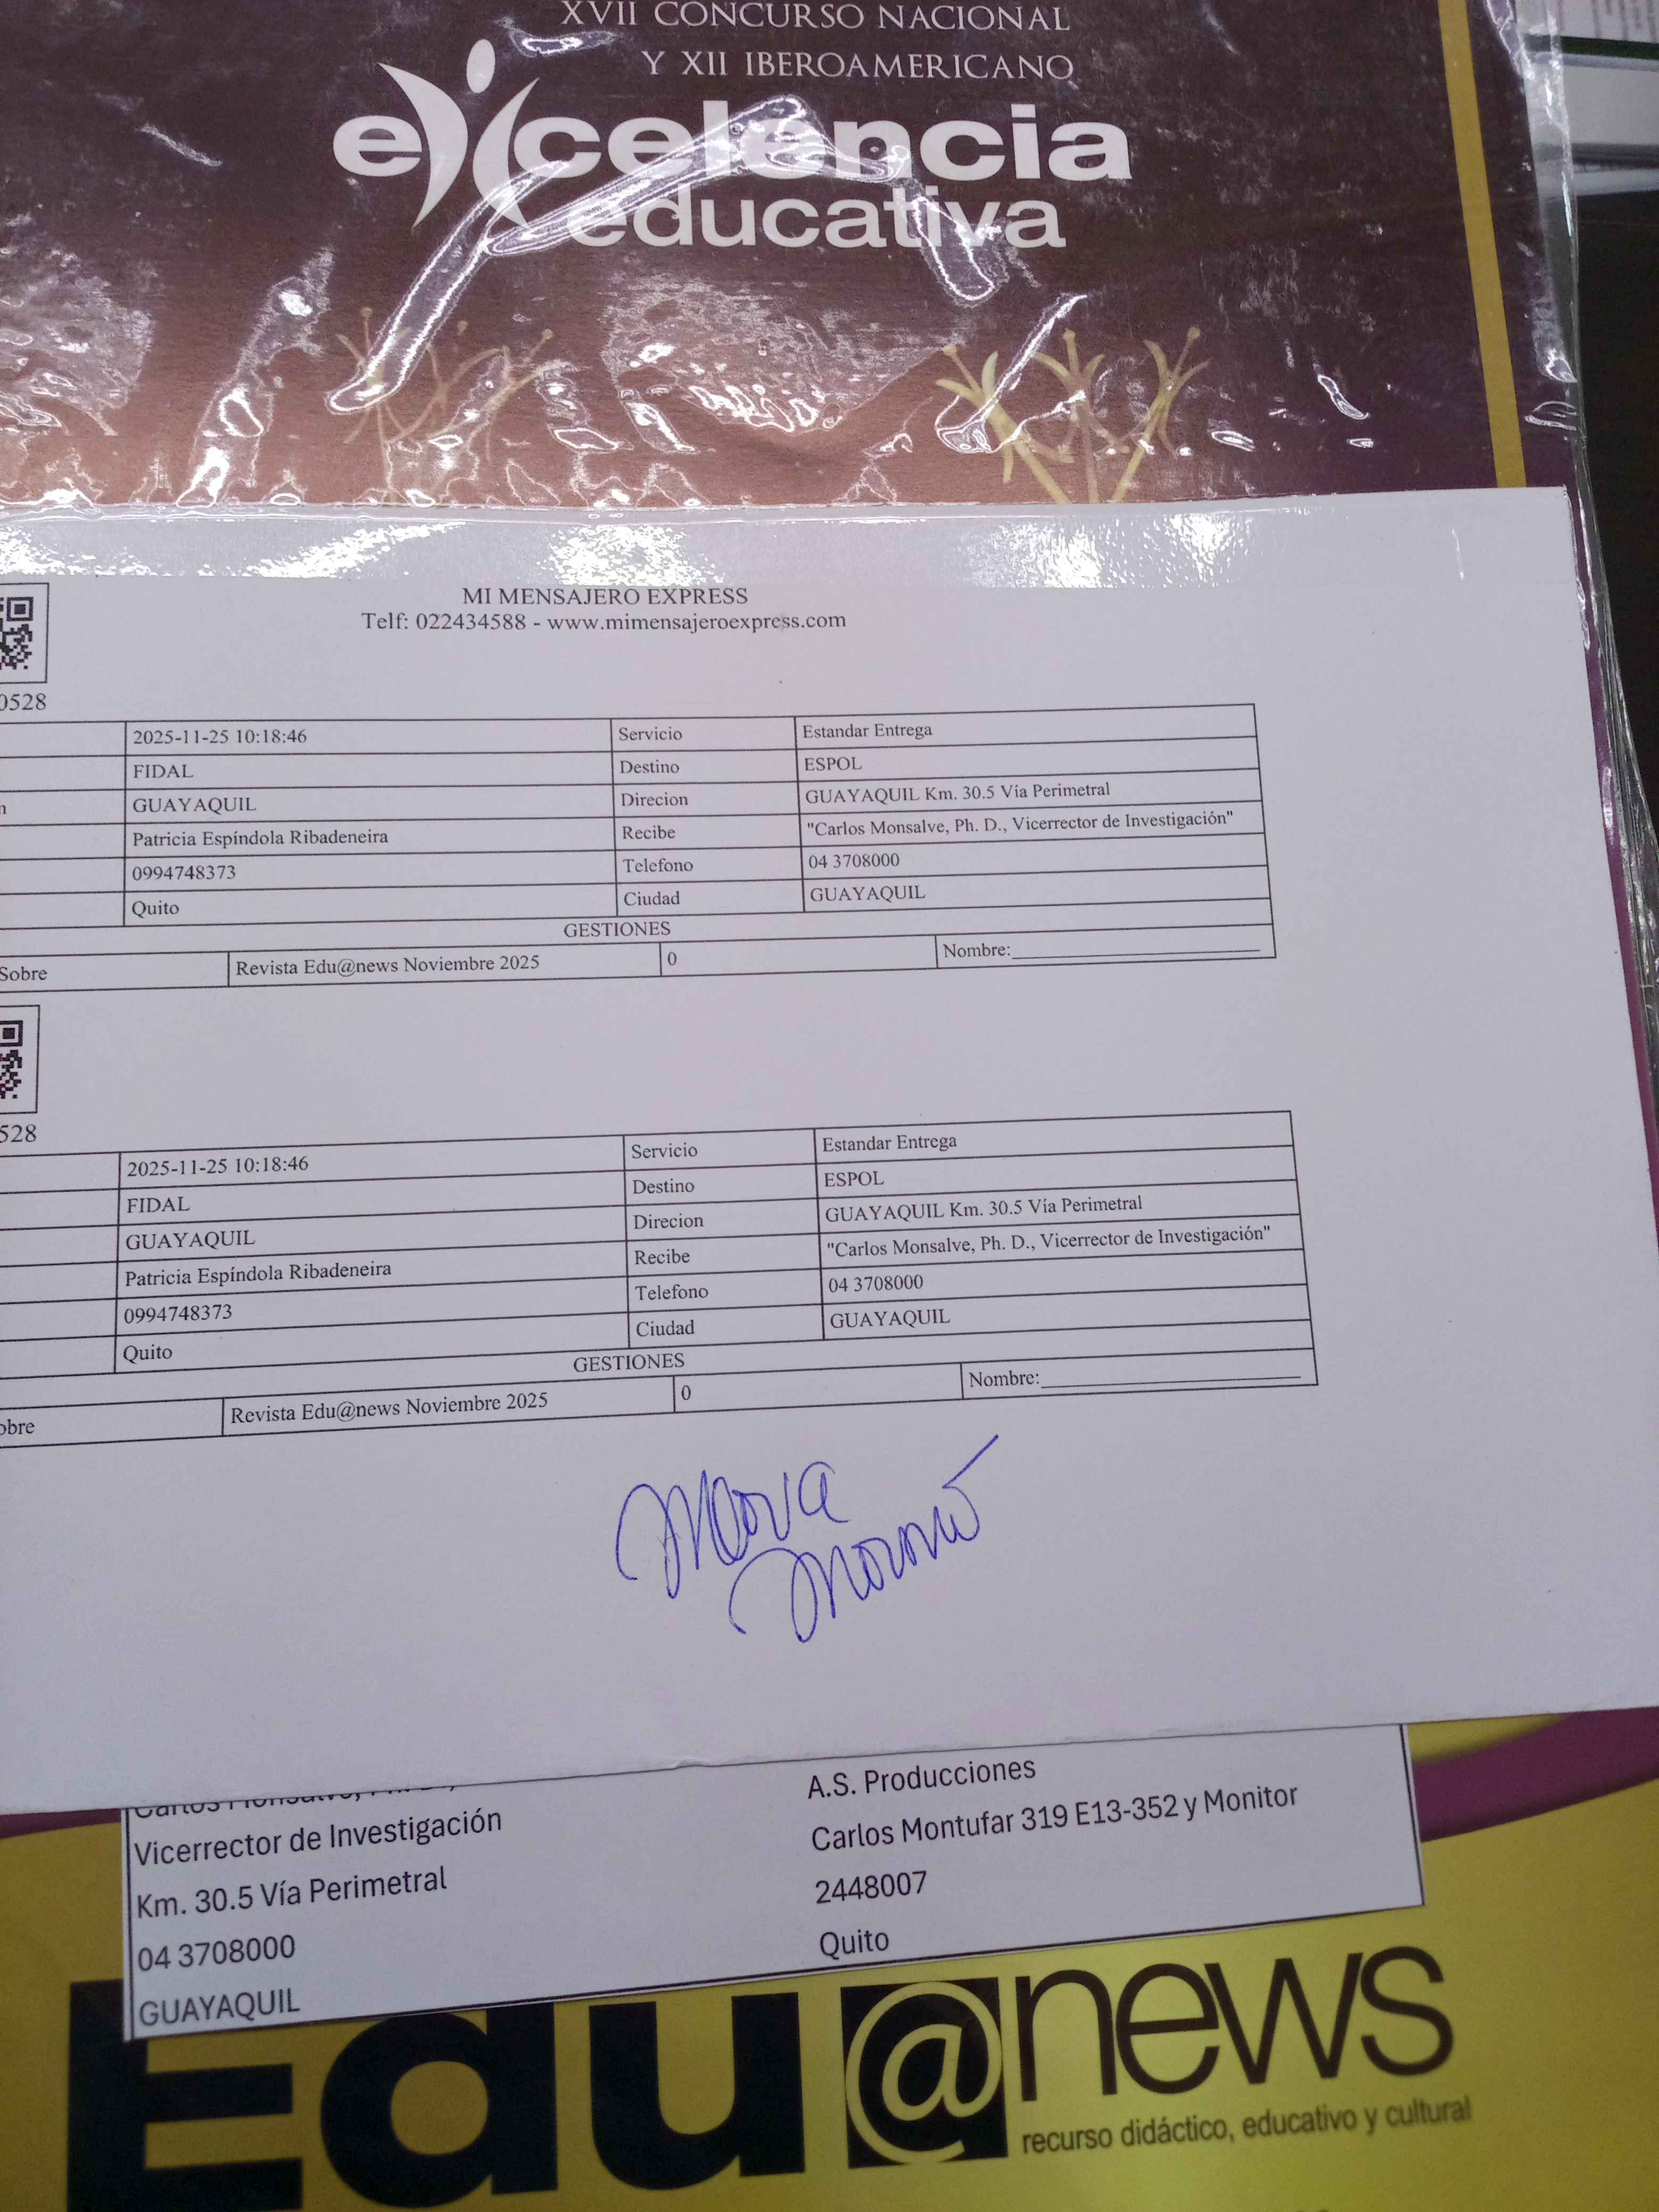 XVII CONCURSO NACIONAL
Y XII IBEROAMERICANO
excelencia
educativa
MI MENSAJERO EXPRESS
Telf: 022434588 - www.mimensajeroexpress.com
0528
2025-11-25 10:18:46 Servicio Estandar Entrega
FIDAL Destino ESPOL
GUAYAQUIL Direcion GUAYAQUIL Km. 30.5 Vía Perimetral
Patricia Espíndola Ribadeneira Recibe "Carlos Monsalve, Ph. D., Vicerrector de Investigación"
0994748373 Telefono 04 3708000
Quito Ciudad GUAYAQUIL
GESTIONES
Sobre Revista Edu@news Noviembre 2025 0 Nombre:
528
2025-11-25 10:18:46 Servicio Estandar Entrega
FIDAL Destino ESPOL
GUAYAQUIL Direcion GUAYAQUIL Km. 30.5 Vía Perimetral
Patricia Espíndola Ribadeneira Recibe "Carlos Monsalve, Ph. D., Vicerrector de Investigación"
0994748373 Telefono 04 3708000
Quito Ciudad GUAYAQUIL
GESTIONES
obre Revista Edu@news Noviembre 2025 0 Nombre:
A.S. Producciones
Vicerrector de Investigación Carlos Montufar 319 E13-352 y Monitor
Km. 30.5 Vía Perimetral 2448007
04 3708000 Quito
GUAYAQUIL
Edu@news
recurso didáctico, educativo y cultural